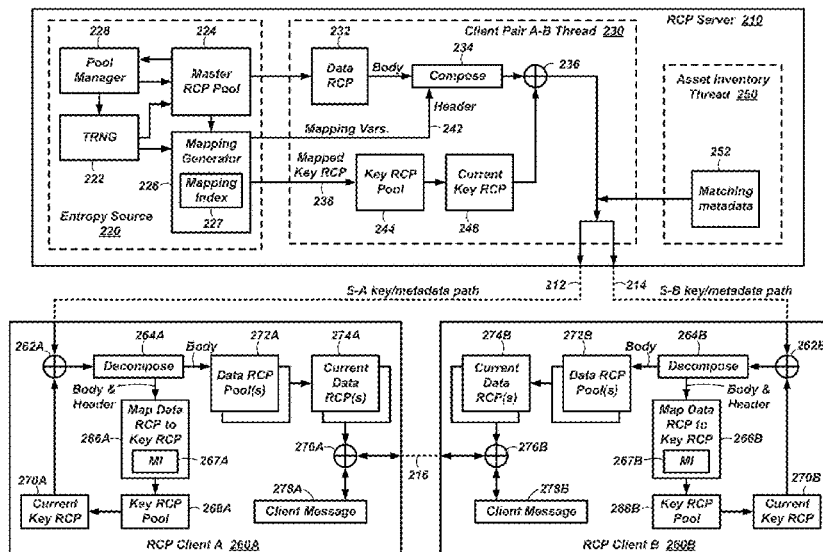 RCP Server 210
Client Pair A-B Thread 230
228
224
232
234
236
Pool
Manager
Master
RCP Pool
Data
RCP
Body
Compose
Header
Asset Inventory
Thread 250
TRNG
222
Mapping Vars.
242
Mapping
Generator
226
Mapping
Index
227
Mapped
Key RCP
238
Key RCP
Pool
244
Current
Key RCP
246
252
Matching
metadata
Entropy Source
220
212
214
S-A key/metadata path
S-B key/metadata path
262A
264A
272A
274A
Decompose
Body
Data RCP
Pool(s)
Current
Data
RCP(s)
Body &
Header
Map Data
RCP to
Key RCP
266A
MI
267A
276A
270A
278A
Current
Key RCP
Key RCP
Pool
268A
Client Message
RCP Client A 260A
216
274B
272B
264B
262B
Current
Data
RCP(s)
Data RCP
Pool(s)
Body
Decompose
Body &
Header
Map Data
RCP to
Key RCP
266B
267B
MI
276B
278B
270B
Client Message
268B
Key RCP
Pool
Current
Key RCP
RCP Client B 260B